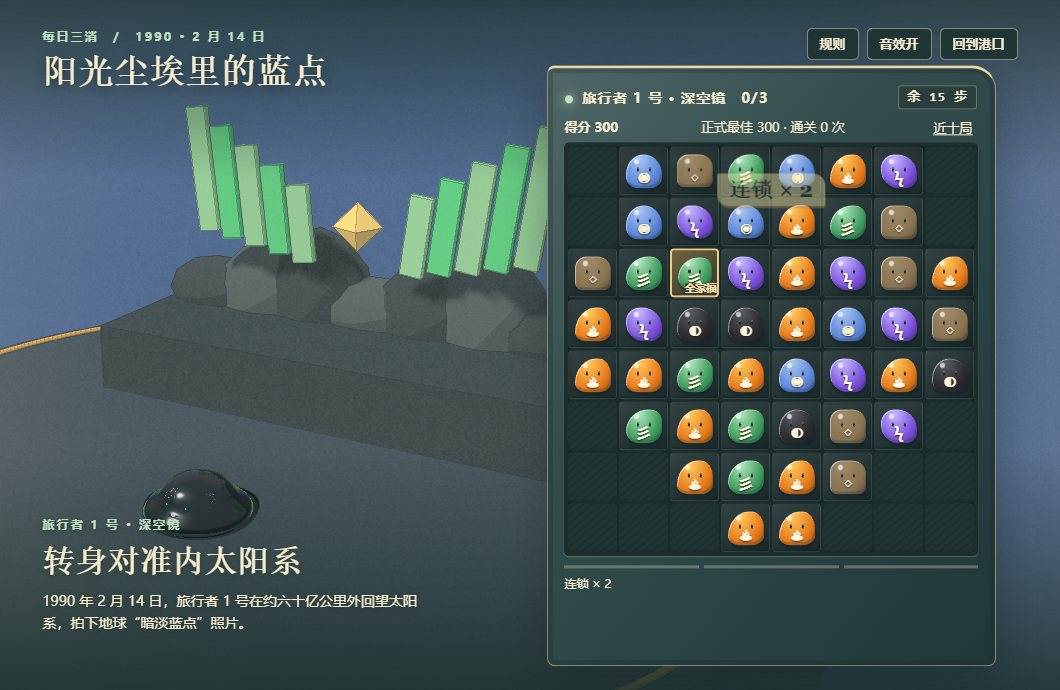 每日三消 / 1990 · 2 月 14 日
阳光尘埃里的蓝点
规则
音效开
回到港口
旅行者 1 号 · 深空镜 0/3
余 15 步
得分 300
正式最佳 300 · 通关 0 次
近十局
连锁 × 2
全家桶
连锁 × 2
旅行者 1 号 · 深空镜
转身对准内太阳系
1990 年 2 月 14 日，旅行者 1 号在约六十亿公里外回望太阳
系，拍下地球“暗淡蓝点”照片。